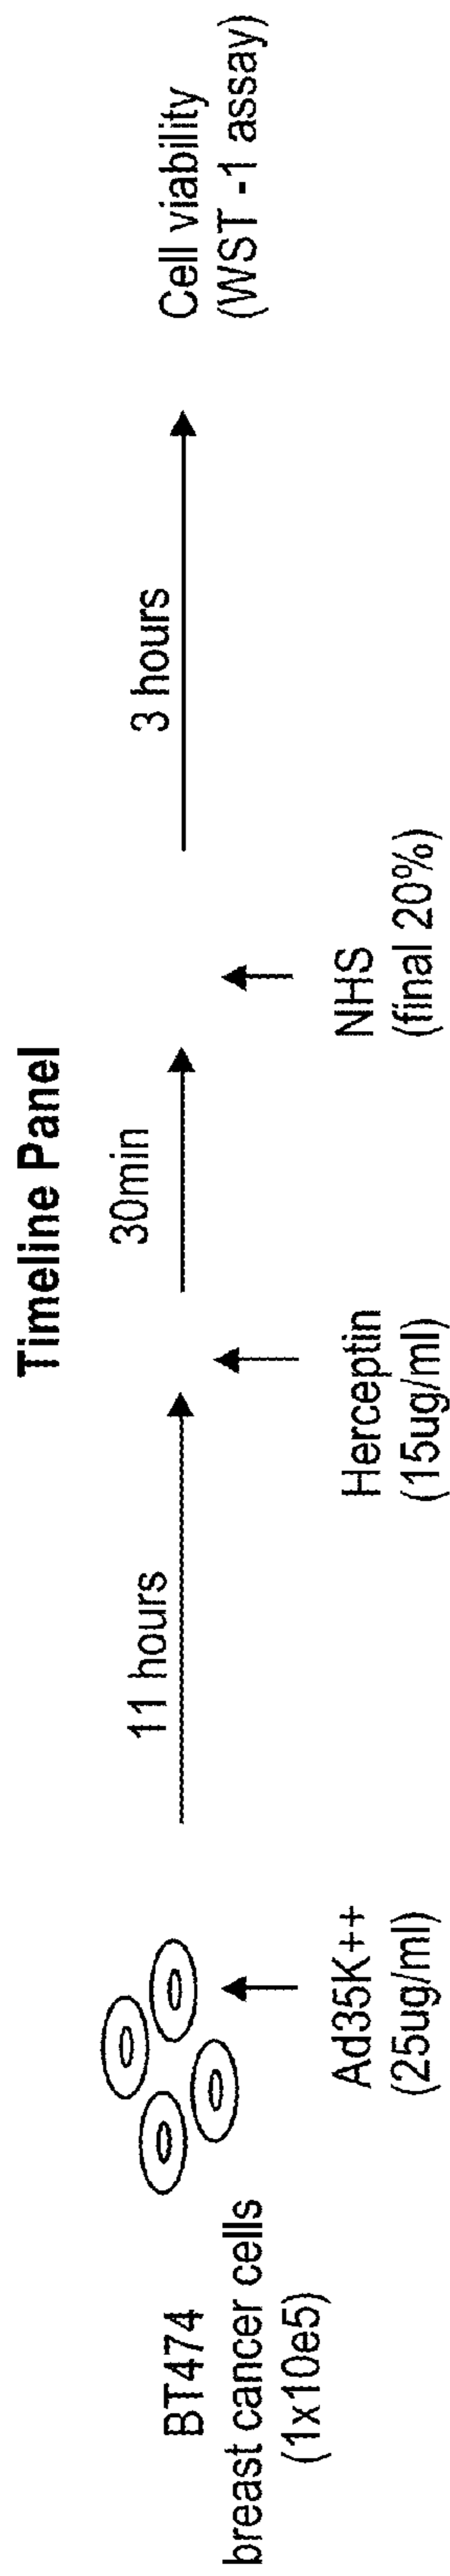 Timeline Panel
BT474
breast cancer cells
(1x10e5)
Ad35K++
(25ug/ml)
11 hours
Herceptin
(15ug/ml)
30min
NHS
(final 20%)
3 hours
Cell viability
(WST -1 assay)